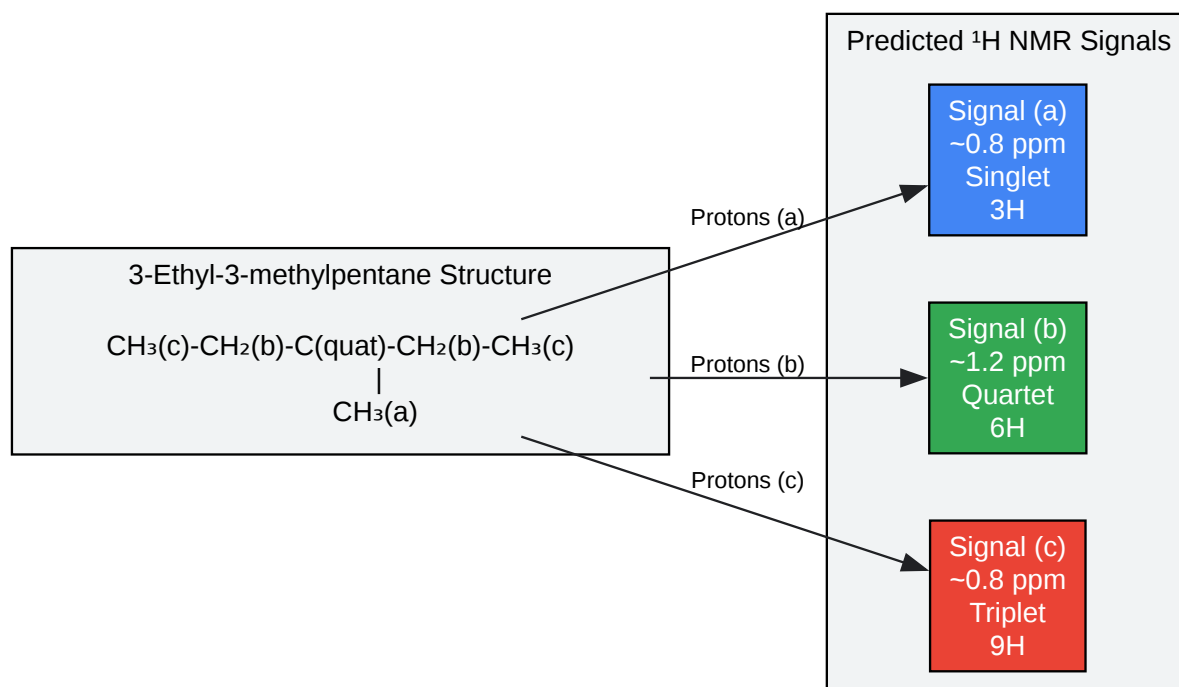 Predicted ¹H NMR Signals
Signal (a)
~0.8 ppm
Singlet
3H
Protons (a)
3-Ethyl-3-methylpentane Structure
CH₃(c)-CH₂(b)-C(quat)-CH₂(b)-CH₃(c)
|
CH₃(a)
Protons (b)
Signal (b)
~1.2 ppm
Quartet
6H
Protons (c)
Signal (c)
~0.8 ppm
Triplet
9H